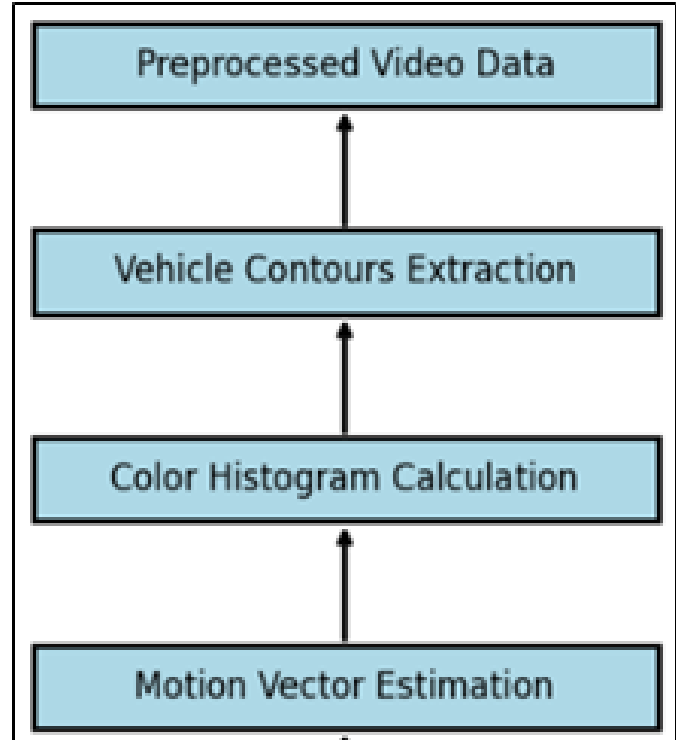 Preprocessed Video Data
Vehicle Contours Extraction
Color Histogram Calculation
Motion Vector Estimation